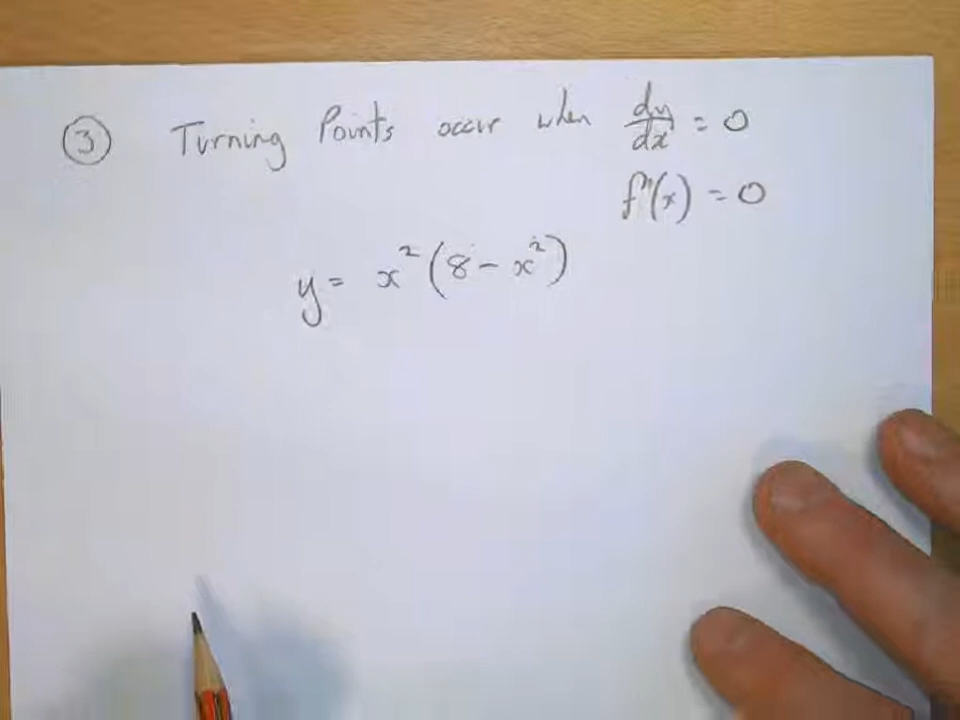 ③ Turning Points occur when dy/dx = 0
f'(x) = 0
y = x²(8 - x²)